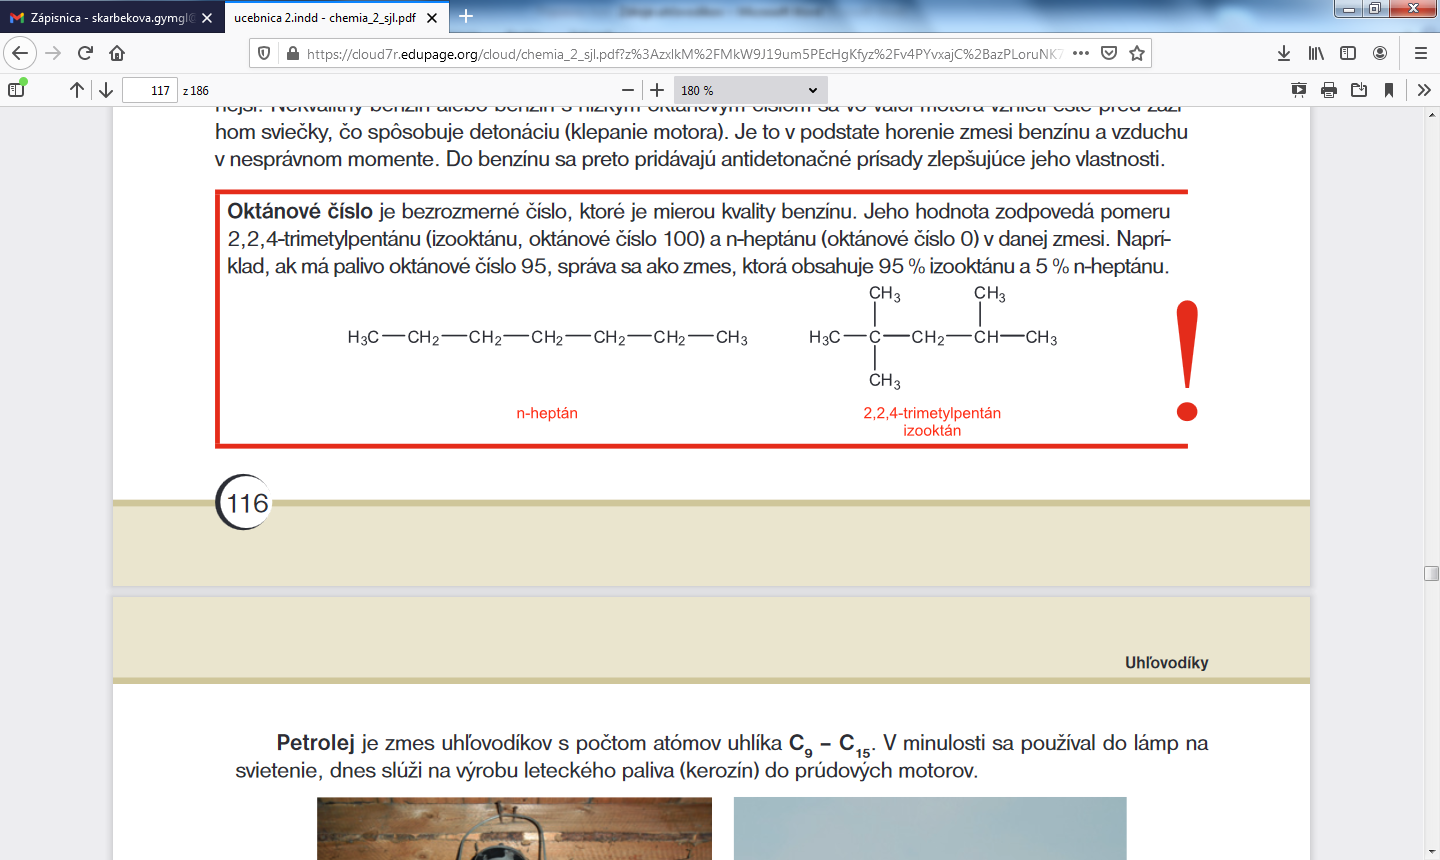 Zápisnica - skarbekova.gymgl@
ucebnica 2.indd - chemia_2_sjl.pdf
https://cloud7r.edupage.org/cloud/chemia_2_sjl.pdf?z%3AzxlkM%2FMkW9J19um5PEcHgKfyz%2Fv4PYvxajC%2BazPLoruNK7
117 z 186
180 %
hom sviečky, čo spôsobuje detonáciu (klepanie motora). Je to v podstate horenie zmesi benzínu a vzduchu
v nesprávnom momente. Do benzínu sa preto pridávajú antidetonačné prísady zlepšujúce jeho vlastnosti.
Oktánové číslo je bezrozmerné číslo, ktoré je mierou kvality benzínu. Jeho hodnota zodpovedá pomeru
2,2,4-trimetylpentánu (izooktánu, oktánové číslo 100) a n-heptánu (oktánové číslo 0) v danej zmesi. Naprí-
klad, ak má palivo oktánové číslo 95, správa sa ako zmes, ktorá obsahuje 95 % izooktánu a 5 % n-heptánu.
CH3 CH3
H3C—CH2—CH2—CH2—CH2—CH2—CH3 H3C—C—CH2—CH—CH3
CH3
n-heptán 2,2,4-trimetylpentán
izooktán
!
116
Uhľovodíky
Petrolej je zmes uhľovodíkov s počtom atómov uhlíka C9 – C15. V minulosti sa používal do lámp na
svietenie, dnes slúži na výrobu leteckého paliva (kerozín) do prúdových motorov.